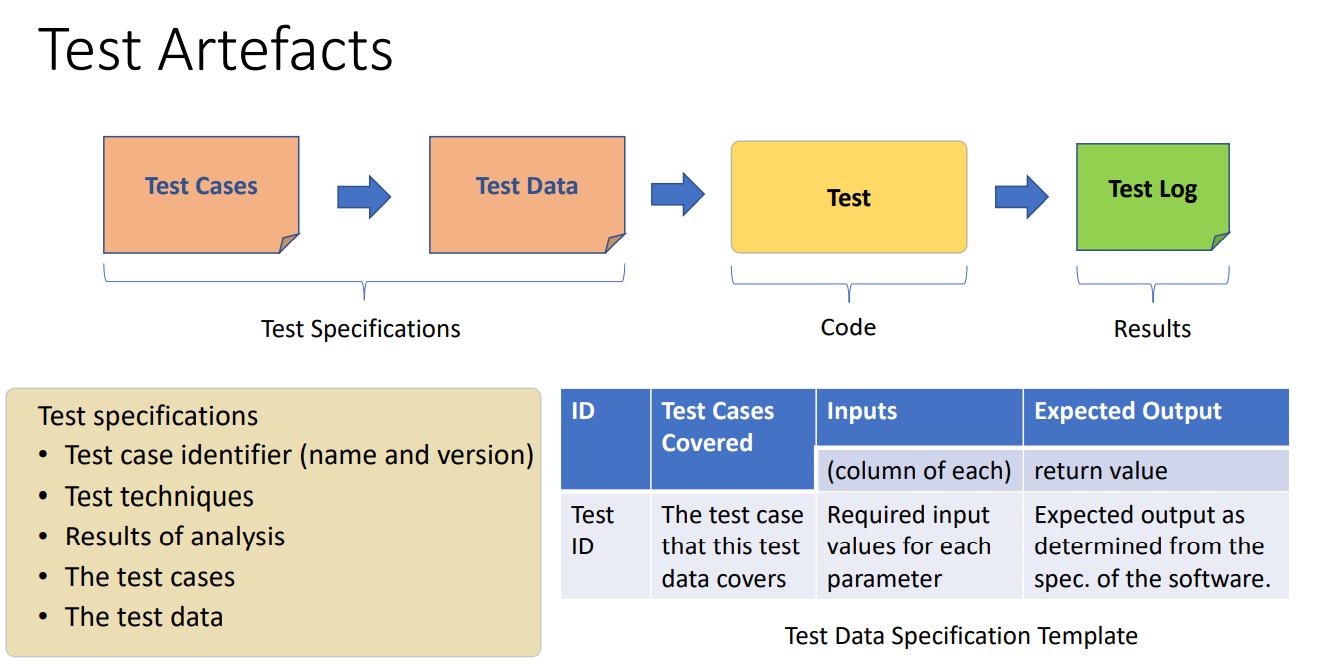 Test Artefacts
Test Cases
Test Data
Test
Test Log
Test Specifications
Code
Results
Test specifications
• Test case identifier (name and version)
• Test techniques
• Results of analysis
• The test cases
• The test data
ID
Test Cases
Covered
Inputs
Expected Output
(column of each)
return value
Test
ID
The test case
that this test
data covers
Required input
values for each
parameter
Expected output as
determined from the
spec. of the software.
Test Data Specification Template